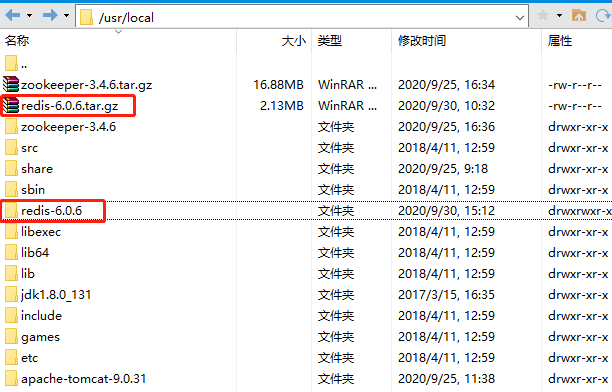 /usr/local
名称 大小 类型 修改时间 属性
..
zookeeper-3.4.6.tar.gz 16.88MB WinRAR ... 2020/9/25, 16:34 -rw-r--r--
redis-6.0.6.tar.gz 2.13MB WinRAR ... 2020/9/30, 10:32 -rw-r--r--
zookeeper-3.4.6 文件夹 2020/9/25, 16:36 drwxr-xr-x
src 文件夹 2018/4/11, 12:59 drwxr-xr-x
share 文件夹 2020/9/25, 9:18 drwxr-xr-x
sbin 文件夹 2018/4/11, 12:59 drwxr-xr-x
redis-6.0.6 文件夹 2020/9/30, 15:12 drwxrwxr-x
libexec 文件夹 2018/4/11, 12:59 drwxr-xr-x
lib64 文件夹 2018/4/11, 12:59 drwxr-xr-x
lib 文件夹 2018/4/11, 12:59 drwxr-xr-x
jdk1.8.0_131 文件夹 2017/3/15, 16:35 drwxr-xr-x
include 文件夹 2018/4/11, 12:59 drwxr-xr-x
games 文件夹 2018/4/11, 12:59 drwxr-xr-x
etc 文件夹 2018/4/11, 12:59 drwxr-xr-x
apache-tomcat-9.0.31 文件夹 2020/9/25, 11:38 drwxr-xr-x